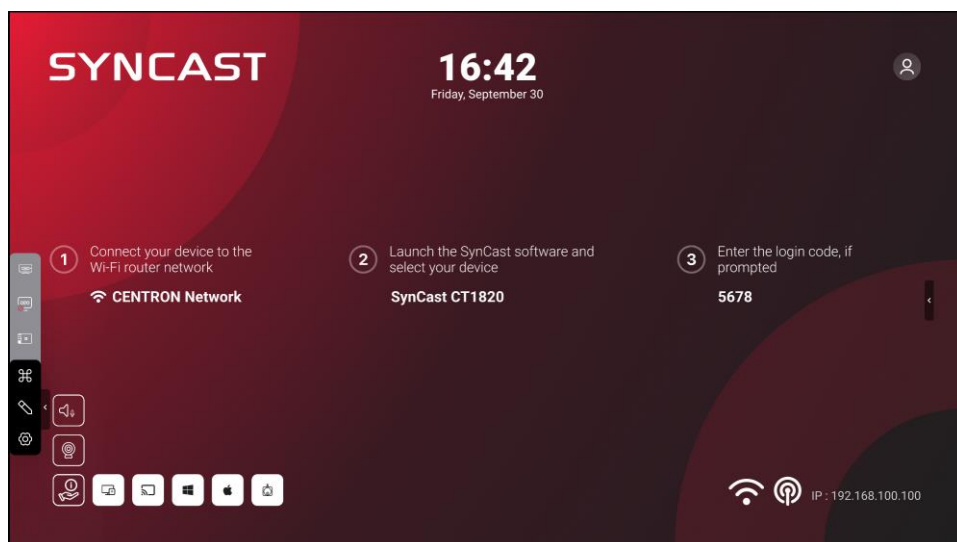 SYNCAST
16:42
Friday, September 30
1
Connect your device to the
Wi-Fi router network
CENTRON Network
2
Launch the SynCast software and
select your device
SynCast CT1820
3
Enter the login code, if
prompted
5678
IP : 192.168.100.100